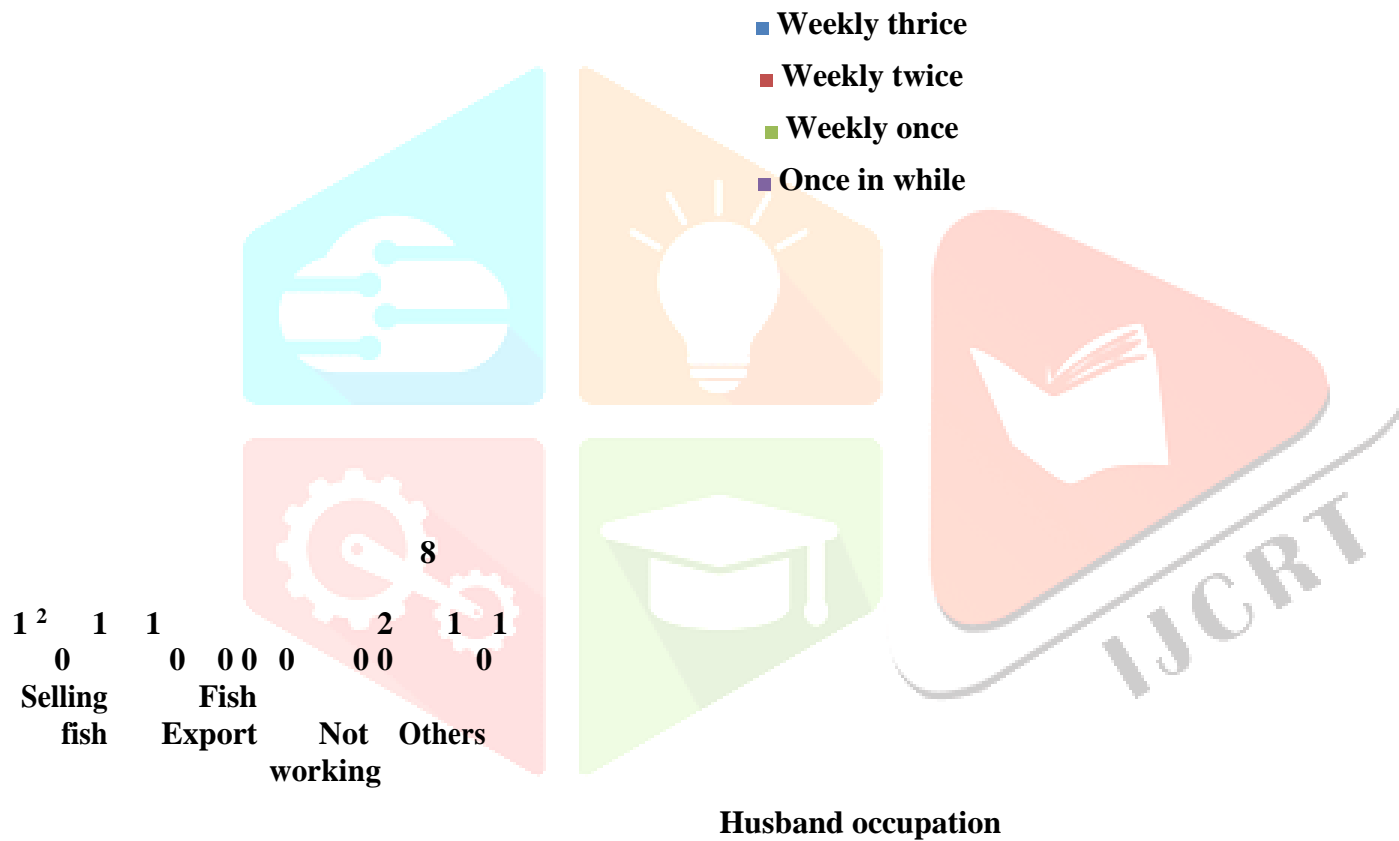 Weekly thrice
Weekly twice
Weekly once
Once in while
8
1 2 1 1 2 1 1
0 0 0 0 0 0 0 0
Selling Fish
fish Export Not Others
working
Husband occupation
IJCRT